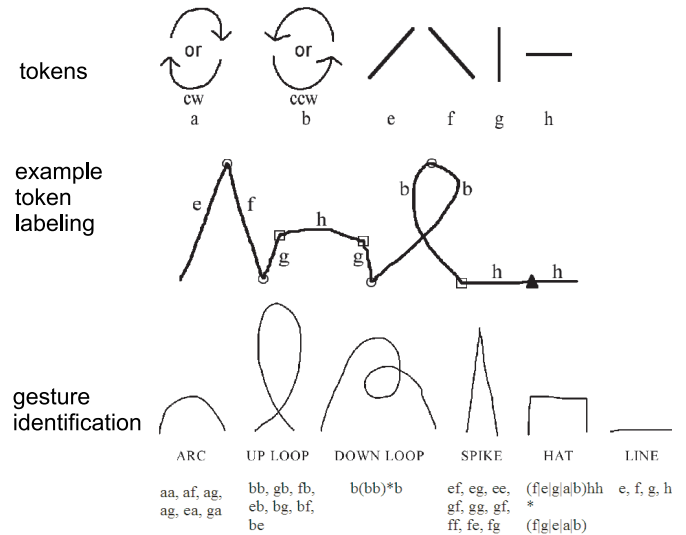 tokens
or
or
cw
ccw
a
b
e
f
g
h
example
token
labeling
e
f
g
h
g
b
b
h
h
gesture
identification
ARC
UP LOOP
DOWN LOOP
SPIKE
HAT
LINE
aa, af, ag,
ag, ea, ga
bb, gb, fb,
eb, bg, bf,
be
b(bb)*b
ef, eg, ee,
gf, gg, gf,
ff, fe, fg
(f|e|g|a|b)hh
*
(f|g|e|a|b)
e, f, g, h